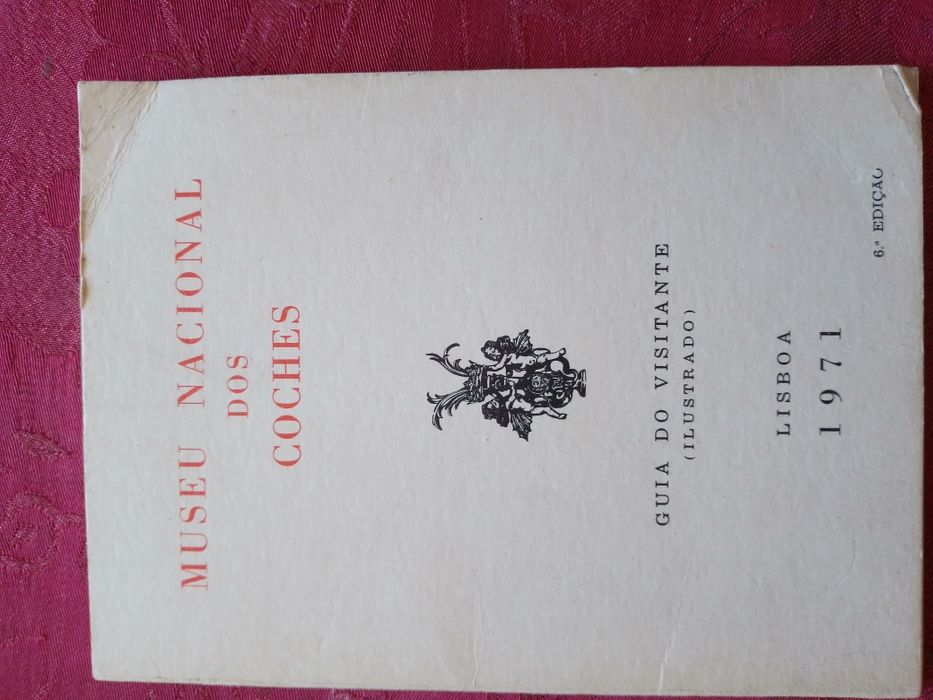 MUSEU NACIONAL
DOS
COCHES
GUIA DO VISITANTE
(ILUSTRADO)
LISBOA
1971
6.ª EDIÇÃO